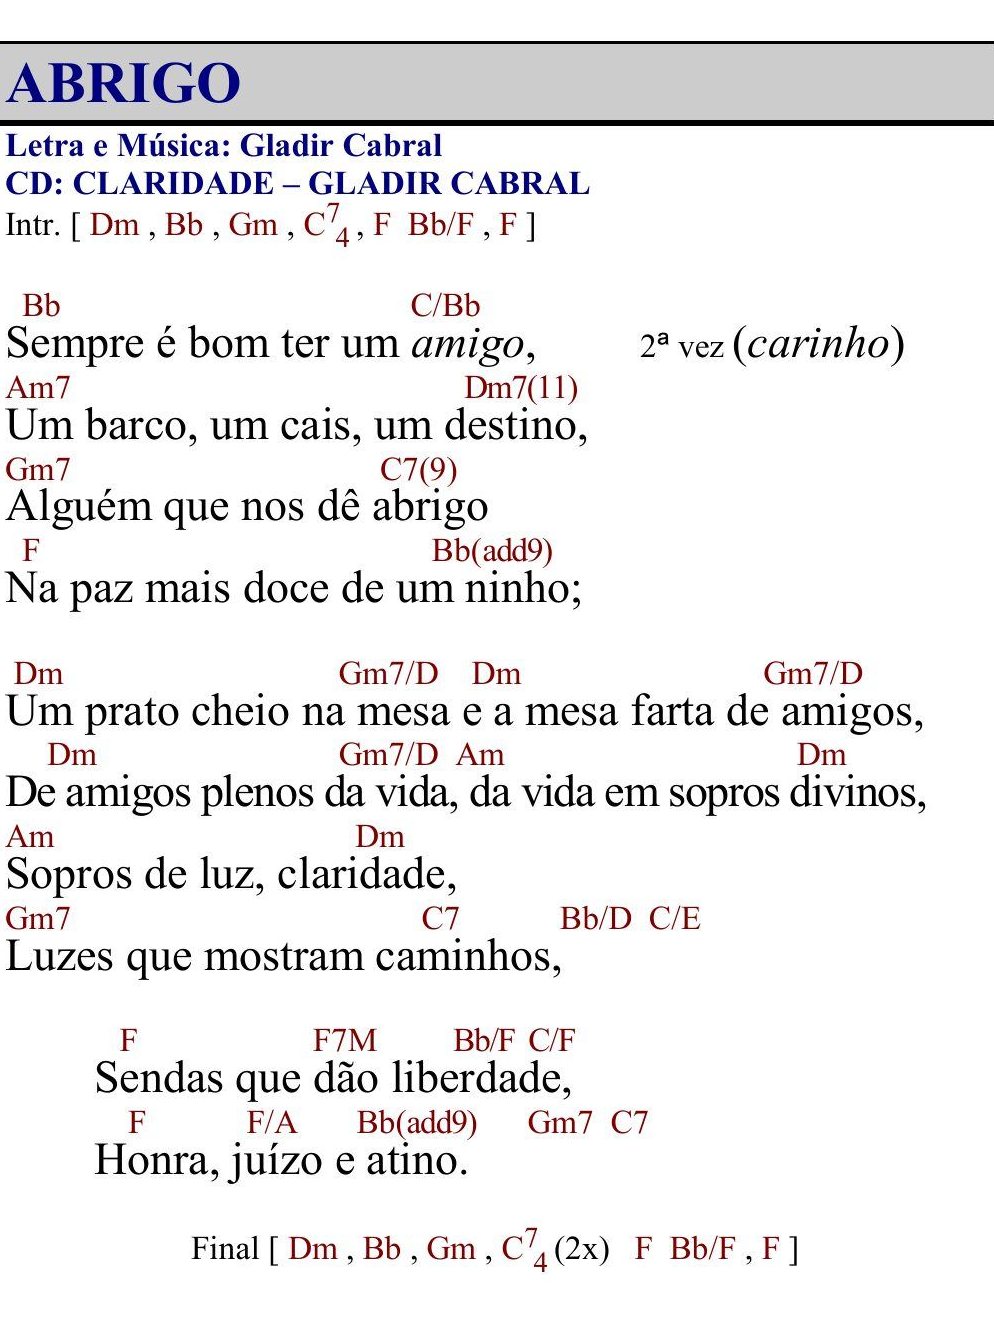 ABRIGO
Letra e Música: Gladir Cabral
CD: CLARIDADE – GLADIR CABRAL
Intr. [ Dm , Bb , Gm , C7 4 , F Bb/F , F ]
Bb C/Bb
Sempre é bom ter um amigo, 2ª vez (carinho)
Am7 Dm7(11)
Um barco, um cais, um destino,
Gm7 C7(9)
Alguém que nos dê abrigo
F Bb(add9)
Na paz mais doce de um ninho;
Dm Gm7/D Dm Gm7/D
Um prato cheio na mesa e a mesa farta de amigos,
Dm Gm7/D Am Dm
De amigos plenos da vida, da vida em sopros divinos,
Am Dm
Sopros de luz, claridade,
Gm7 C7 Bb/D C/E
Luzes que mostram caminhos,
F F7M Bb/F C/F
Sendas que dão liberdade,
F F/A Bb(add9) Gm7 C7
Honra, juízo e atino.
Final [ Dm , Bb , Gm , C7 4 (2x) F Bb/F , F ]